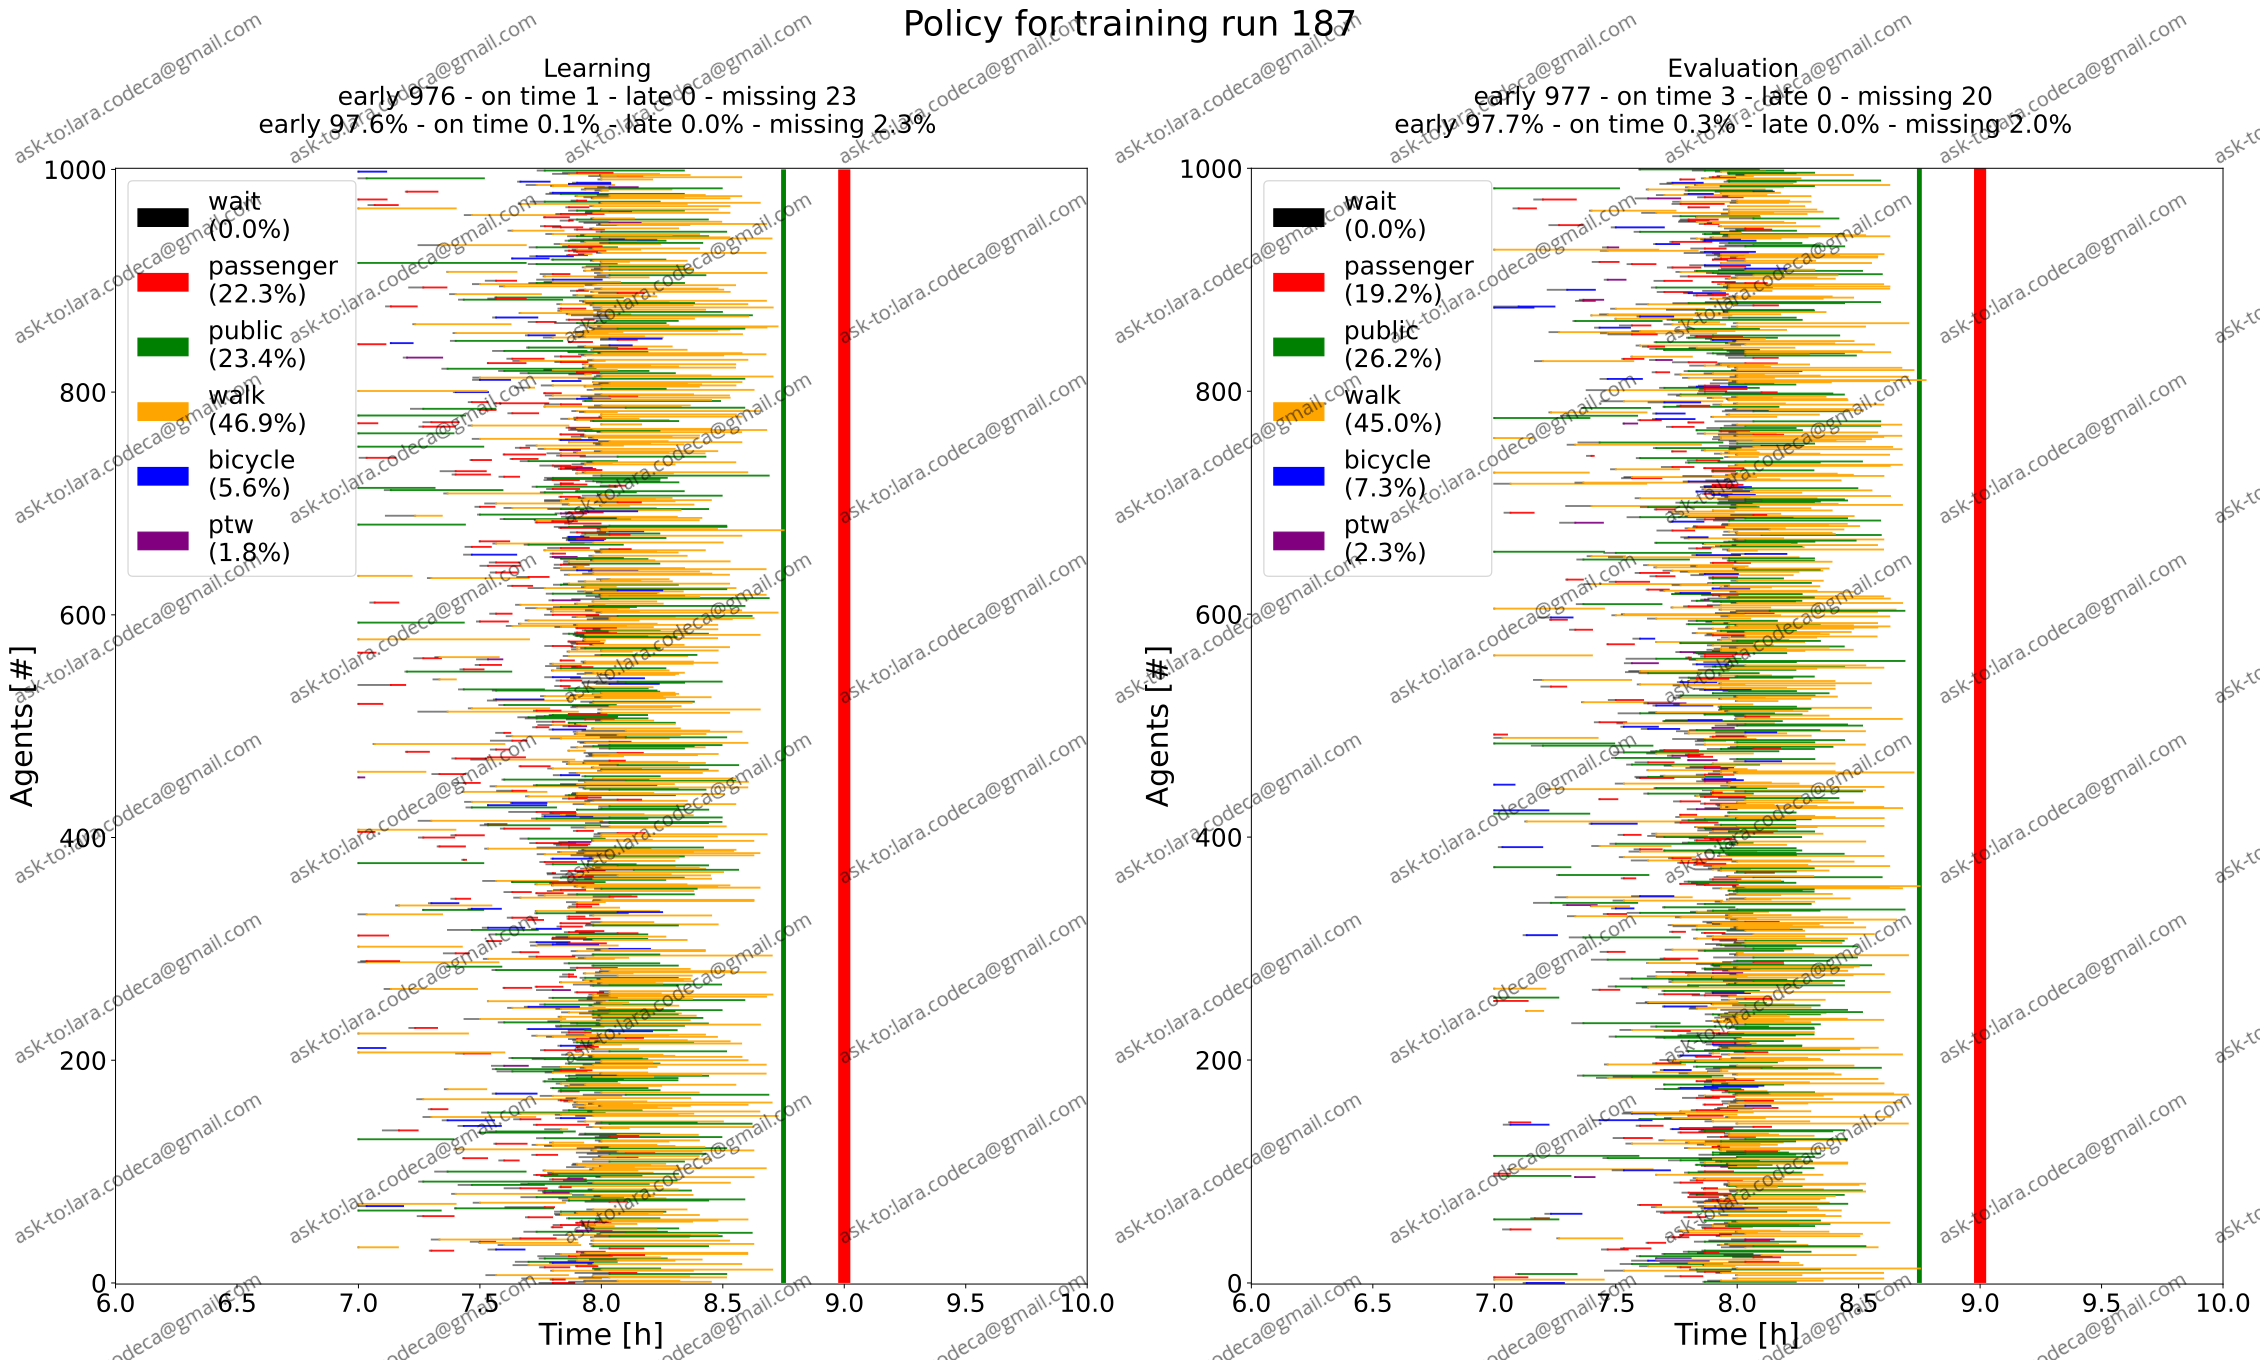 Policy for training run 187
Learning
early 976 - on time 1 - late 0 - missing 23
early 97.6% - on time 0.1% - late 0.0% - missing 2.3%
1000
800
600
400
200
0
Agents [#]
wait
(0.0%)
passenger
(22.3%)
public
(23.4%)
walk
(46.9%)
bicycle
(5.6%)
ptw
(1.8%)
6.0 6.5 7.0 7.5 8.0 8.5 9.0 9.5 10.0
Time [h]
Evaluation
early 977 - on time 3 - late 0 - missing 20
early 97.7% - on time 0.3% - late 0.0% - missing 2.0%
1000
800
600
400
200
0
Agents [#]
wait
(0.0%)
passenger
(19.2%)
public
(26.2%)
walk
(45.0%)
bicycle
(7.3%)
ptw
(2.3%)
6.0 6.5 7.0 7.5 8.0 8.5 9.0 9.5 10.0
Time [h]
ask-to:lara.codeca@gmail.com